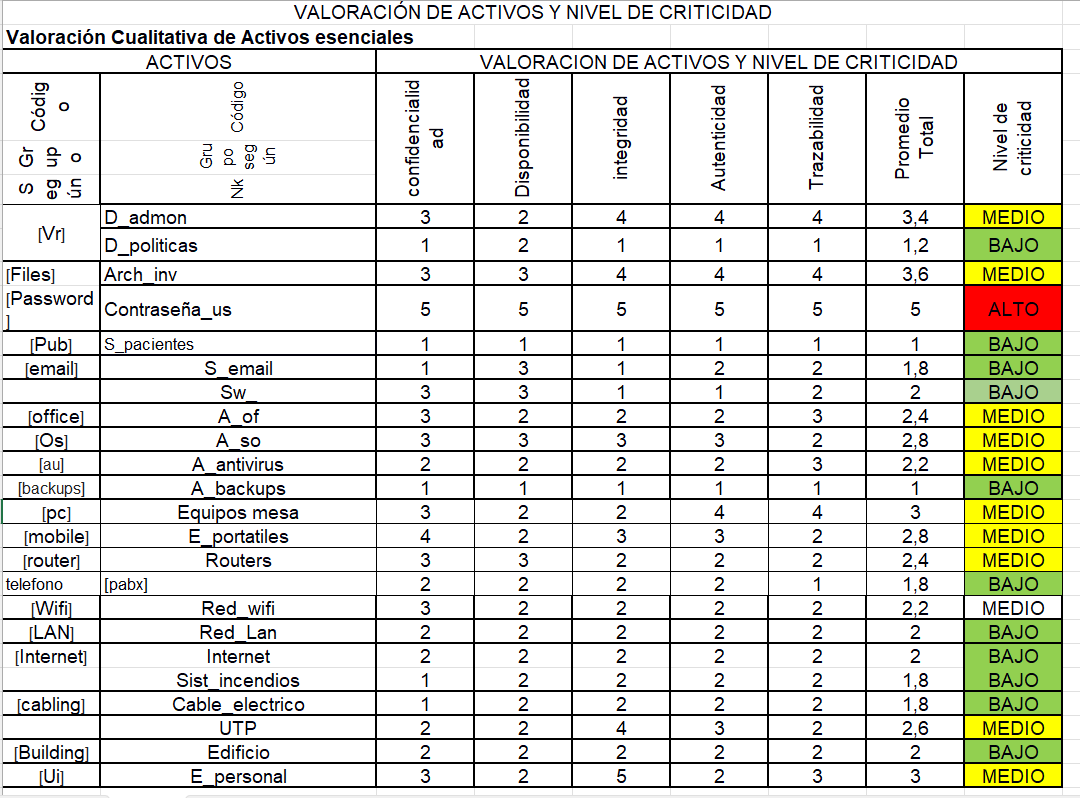 VALORACIÓN DE ACTIVOS Y NIVEL DE CRITICIDAD
Valoración Cualitativa de Activos esenciales
ACTIVOS VALORACION DE ACTIVOS Y NIVEL DE CRITICIDAD
Códig
o
Gr
up
o
S
eg
ún
Código
Gru
po
seg
ún
Nk
confidencialid
ad
Disponibilidad
integridad
Autenticidad
Trazabilidad
Promedio
Total
Nivel de
criticidad
[Vr]
D_admon 3 2 4 4 4 3,4 MEDIO
D_politicas 1 2 1 1 1 1,2 BAJO
[Files] Arch_inv 3 3 4 4 4 3,6 MEDIO
[Password
]
Contraseña_us 5 5 5 5 5 5 ALTO
[Pub] S_pacientes 1 1 1 1 1 1 BAJO
[email] S_email 1 3 1 2 2 1,8 BAJO
Sw_ 3 3 1 1 2 2 BAJO
[office] A_of 3 2 2 2 3 2,4 MEDIO
[Os] A_so 3 3 3 3 2 2,8 MEDIO
[au] A_antivirus 2 2 2 2 3 2,2 MEDIO
[backups] A_backups 1 1 1 1 1 1 BAJO
[pc] Equipos mesa 3 2 2 4 4 3 MEDIO
[mobile] E_portatiles 4 2 3 3 2 2,8 MEDIO
[router] Routers 3 3 2 2 2 2,4 MEDIO
telefono [pabx] 2 2 2 2 1 1,8 BAJO
[Wifi] Red_wifi 3 2 2 2 2 2,2 MEDIO
[LAN] Red_Lan 2 2 2 2 2 2 BAJO
[Internet] Internet 2 2 2 2 2 2 BAJO
Sist_incendios 1 2 2 2 2 1,8 BAJO
[cabling] Cable_electrico 1 2 2 2 2 1,8 BAJO
UTP 2 2 4 3 2 2,6 MEDIO
[Building] Edificio 2 2 2 2 2 2 BAJO
[Ui] E_personal 3 2 5 2 3 3 MEDIO